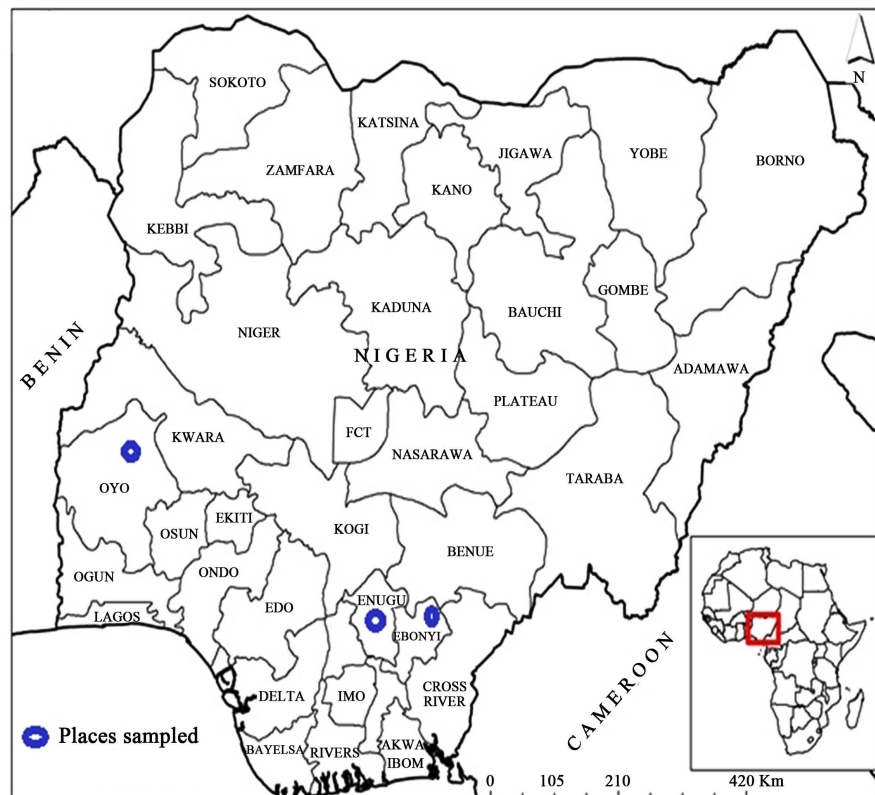 N
SOKOTO
KATSINA
JIGAWA
YOBE
BORNO
ZAMFARA
KANO
KEBBI
GOMBE
KADUNA
BAUCHI
NIGER
NIGERIA
BENIN
ADAMAWA
PLATEAU
FCT
KWARA
NASARAWA
TARABA
OYO
EKITI
OSUN
KOGI
BENUE
OGUN
ONDO
EDO
ENUGU
LAGOS
EBONYI
DELTA
IMO
CROSS
RIVER
CAMEROON
Places sampled
BAYELSA
RIVERS
AKWA
IBOM
0 105 210 420 Km